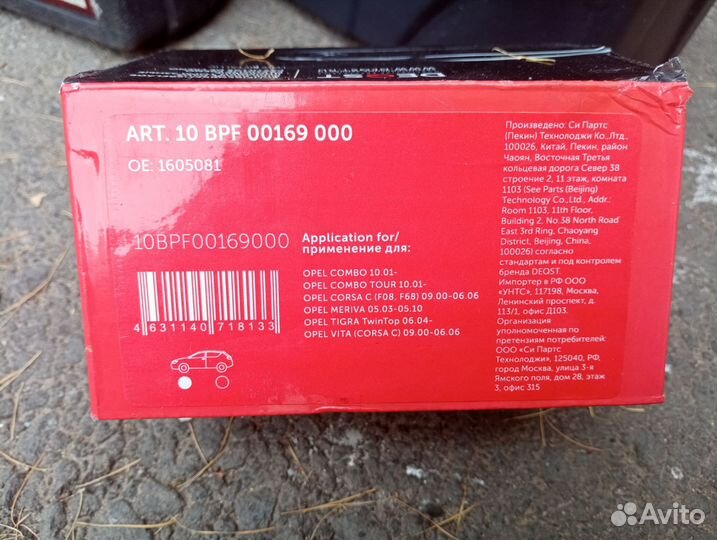 DEQST
ART. 10 BPF 00169 000
OE: 1605081
10BPF00169000
4 631140 718133
Application for/
применение для:
OPEL COMBO 10.01-
OPEL COMBO TOUR 10.01-
OPEL CORSA C (F08, F68) 09.00-06.06
OPEL MERIVA 05.03-05.10
OPEL TIGRA TwinTop 06.04-
OPEL VITA (CORSA C) 09.00-06.06
Произведено: Си Партс
(Пекин) Технолоджи Ко.,Лтд.,
100026, Китай, Пекин, район
Чаоян, Восточная Третья
кольцевая дорога Север 38
строение 2, 11 этаж, комната
1103 (See Parts (Beijing)
Technology Co.,Ltd., Addr.:
Room 1103, 11th Floor,
Building 2, No.38 North Road
East 3rd Ring, Chaoyang
District, Beijing, China,
100026) согласно
стандартам и под контролем
бренда DEQST.
Импортер в РФ ООО
«УНТС», 117198, Москва,
Ленинский проспект, д.
113/1, офис Д103.
Организация
уполномоченная по
претензиям потребителей:
ООО «Си Партс
Технолоджи», 125040, РФ,
город Москва, улица 3-я
Ямского поля, дом 28, этаж
3, офис 315
Avito